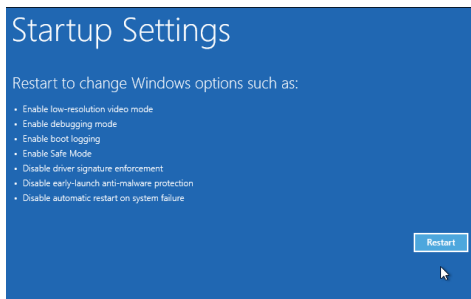 Startup Settings
Restart to change Windows options such as:
• Enable low-resolution video mode
• Enable debugging mode
• Enable boot logging
• Enable Safe Mode
• Disable driver signature enforcement
• Disable early-launch anti-malware protection
• Disable automatic restart on system failure
Restart